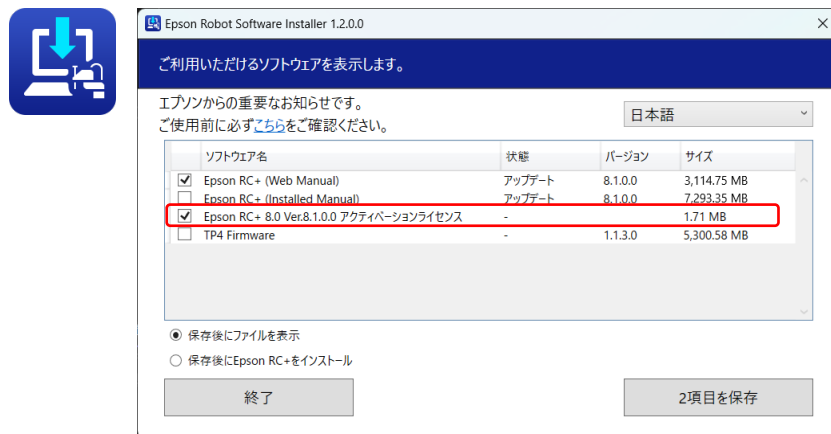 Epson Robot Software Installer 1.2.0.0
ご利用いただけるソフトウェアを表示します。
エプソンからの重要なお知らせです。
ご使用前に必ずこちらをご確認ください。
日本語
ソフトウェア名 状態 バージョン サイズ
Epson RC+ (Web Manual) アップデート 8.1.0.0 3,114.75 MB
Epson RC+ (Installed Manual) アップデート 8.1.0.0 7,293.35 MB
Epson RC+ 8.0 Ver.8.1.0.0 アクティベーションライセンス - 1.71 MB
TP4 Firmware - 1.1.3.0 5,300.58 MB
保存後にファイルを表示
保存後にEpson RC+をインストール
終了 2項目を保存